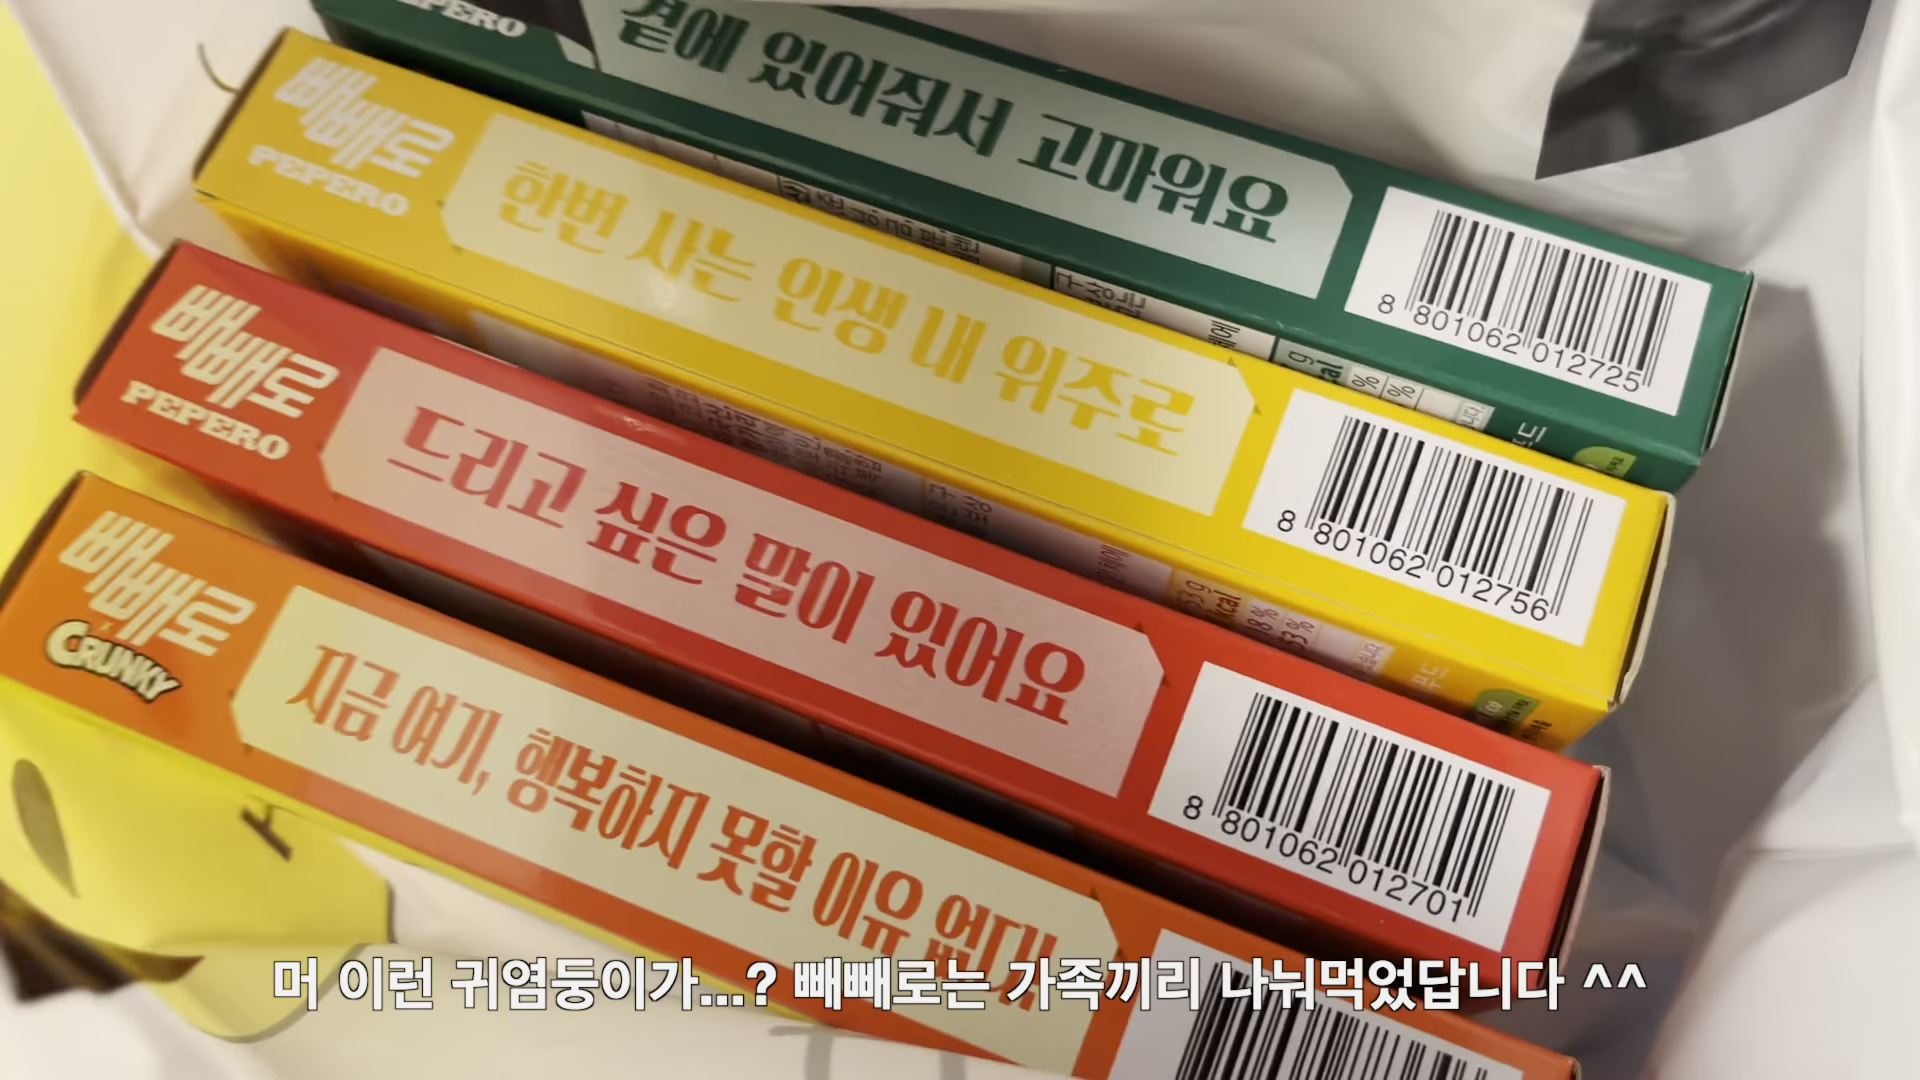 PEPERO
곁에 있어줘서 고마워요
8 801062 012725
빼빼로
PEPERO
한번 사는 인생 내 위주로
8 801062 012756
빼빼로
PEPERO
드리고 싶은 말이 있어요
8 801062 012701
빼빼로
CRUNKY
지금 여기, 행복하지 못할 이유 없다!
머 이런 귀염둥이가...? 빼빼로는 가족끼리 나눠먹었답니다 ^^